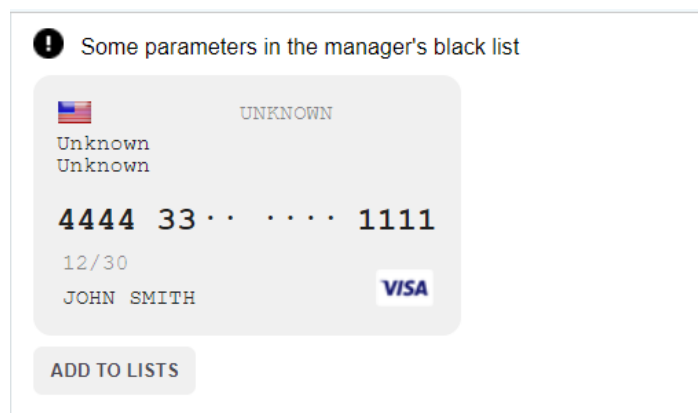 Some parameters in the manager's black list
UNKNOWN
Unknown
Unknown
4444 33·· ···· 1111
12/30
JOHN SMITH
VISA
ADD TO LISTS